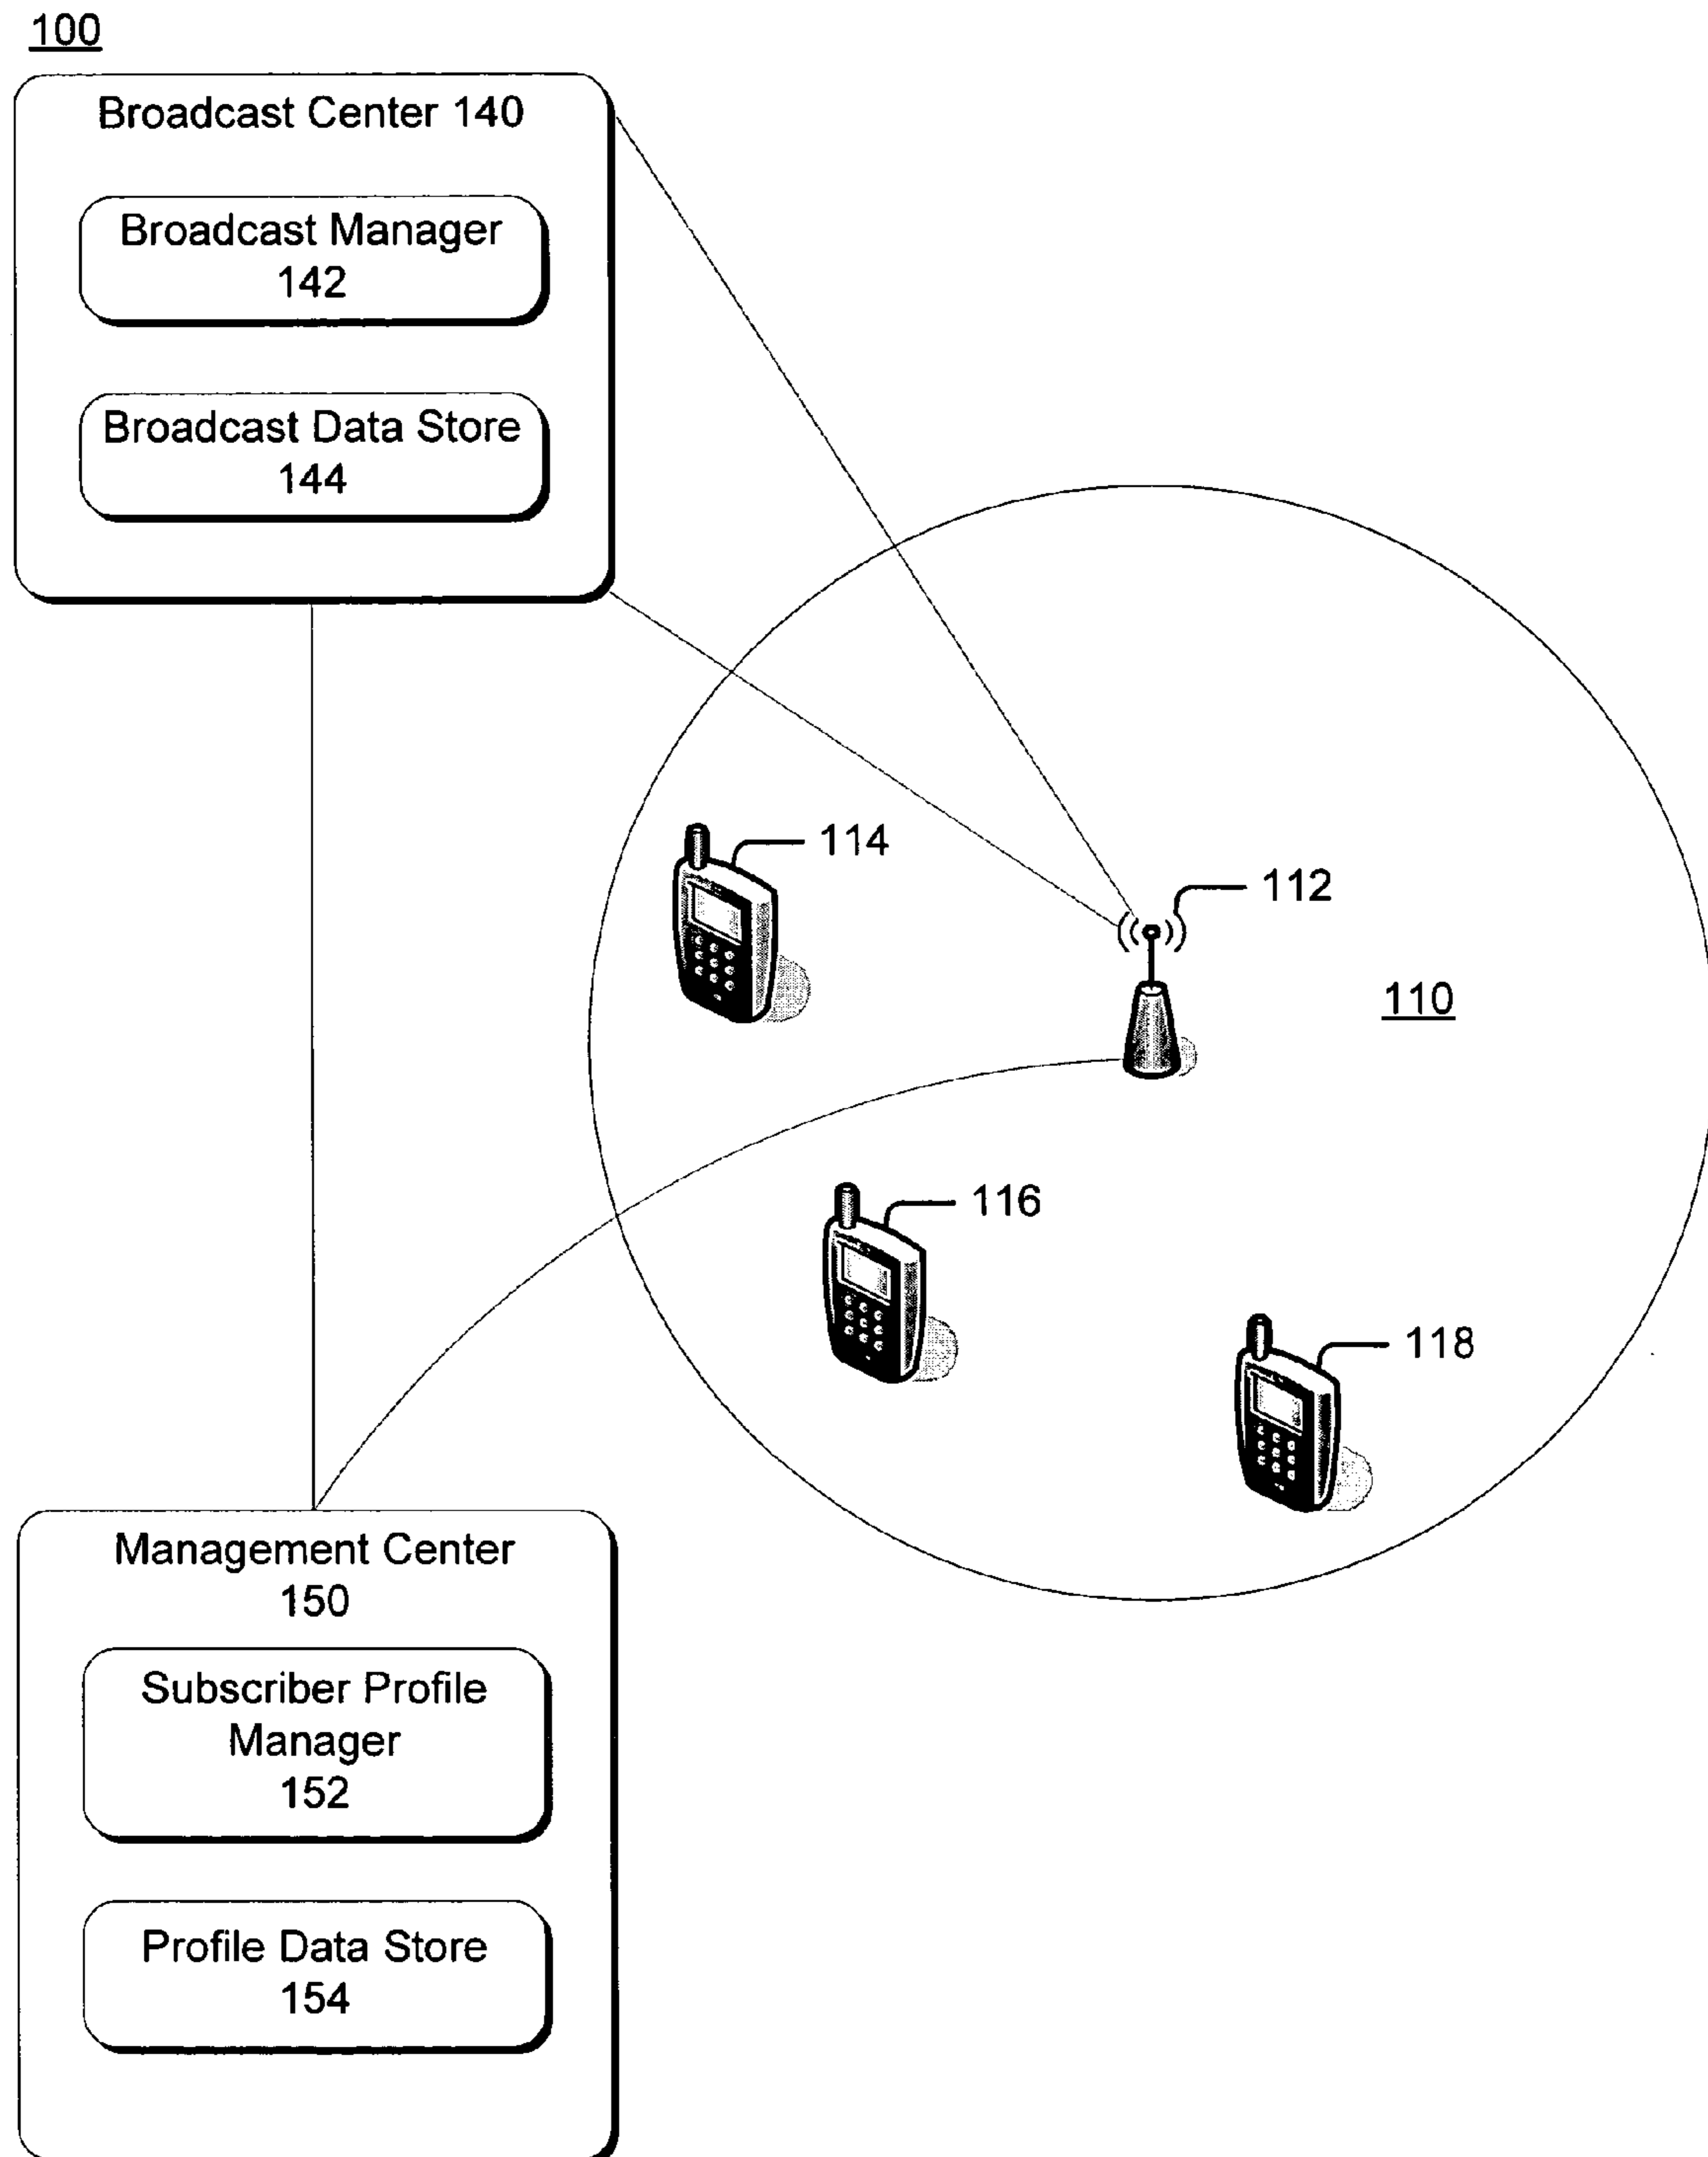 100
Broadcast Center 140
Broadcast Manager
142
Broadcast Data Store
144
114
112
110
116
118
Management Center
150
Subscriber Profile
Manager
152
Profile Data Store
154